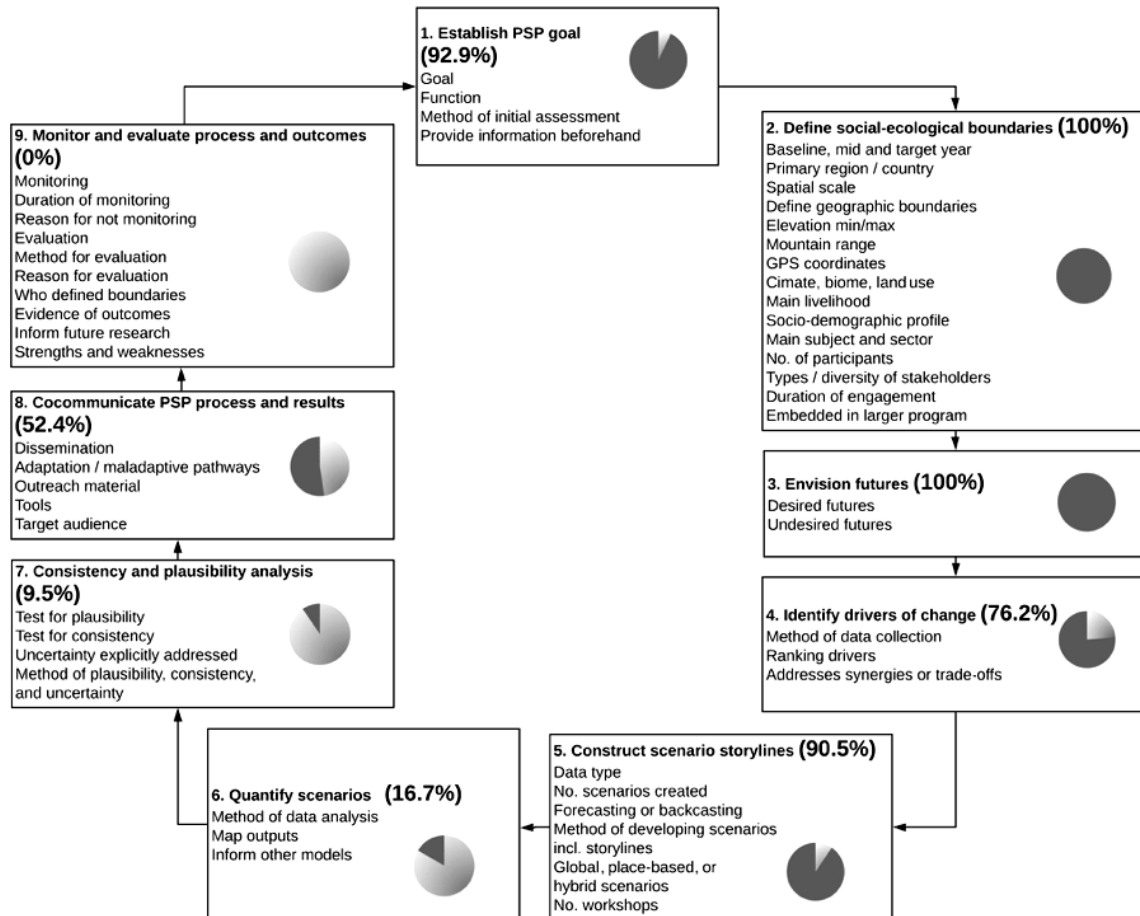 1. Establish PSP goal
(92.9%)
Goal
Function
Method of initial assessment
Provide information beforehand
2. Define social-ecological boundaries (100%)
Baseline, mid and target year
Primary region / country
Spatial scale
Define geographic boundaries
Elevation min/max
Mountain range
GPS coordinates
Cimate, biome, land use
Main livelihood
Socio-demographic profile
Main subject and sector
No. of participants
Types / diversity of stakeholders
Duration of engagement
Embedded in larger program
3. Envision futures (100%)
Desired futures
Undesired futures
4. Identify drivers of change (76.2%)
Method of data collection
Ranking drivers
Addresses synergies or trade-offs
5. Construct scenario storylines (90.5%)
Data type
No. scenarios created
Forecasting or backcasting
Method of developing scenarios
incl. storylines
Global, place-based, or
hybrid scenarios
No. workshops
6. Quantify scenarios (16.7%)
Method of data analysis
Map outputs
Inform other models
7. Consistency and plausibility analysis
(9.5%)
Test for plausibility
Test for consistency
Uncertainty explicitly addressed
Method of plausibility, consistency,
and uncertainty
8. Cocommunicate PSP process and results
(52.4%)
Dissemination
Adaptation / maladaptive pathways
Outreach material
Tools
Target audience
9. Monitor and evaluate process and outcomes
(0%)
Monitoring
Duration of monitoring
Reason for not monitoring
Evaluation
Method for evaluation
Reason for evaluation
Who defined boundaries
Evidence of outcomes
Inform future research
Strengths and weaknesses